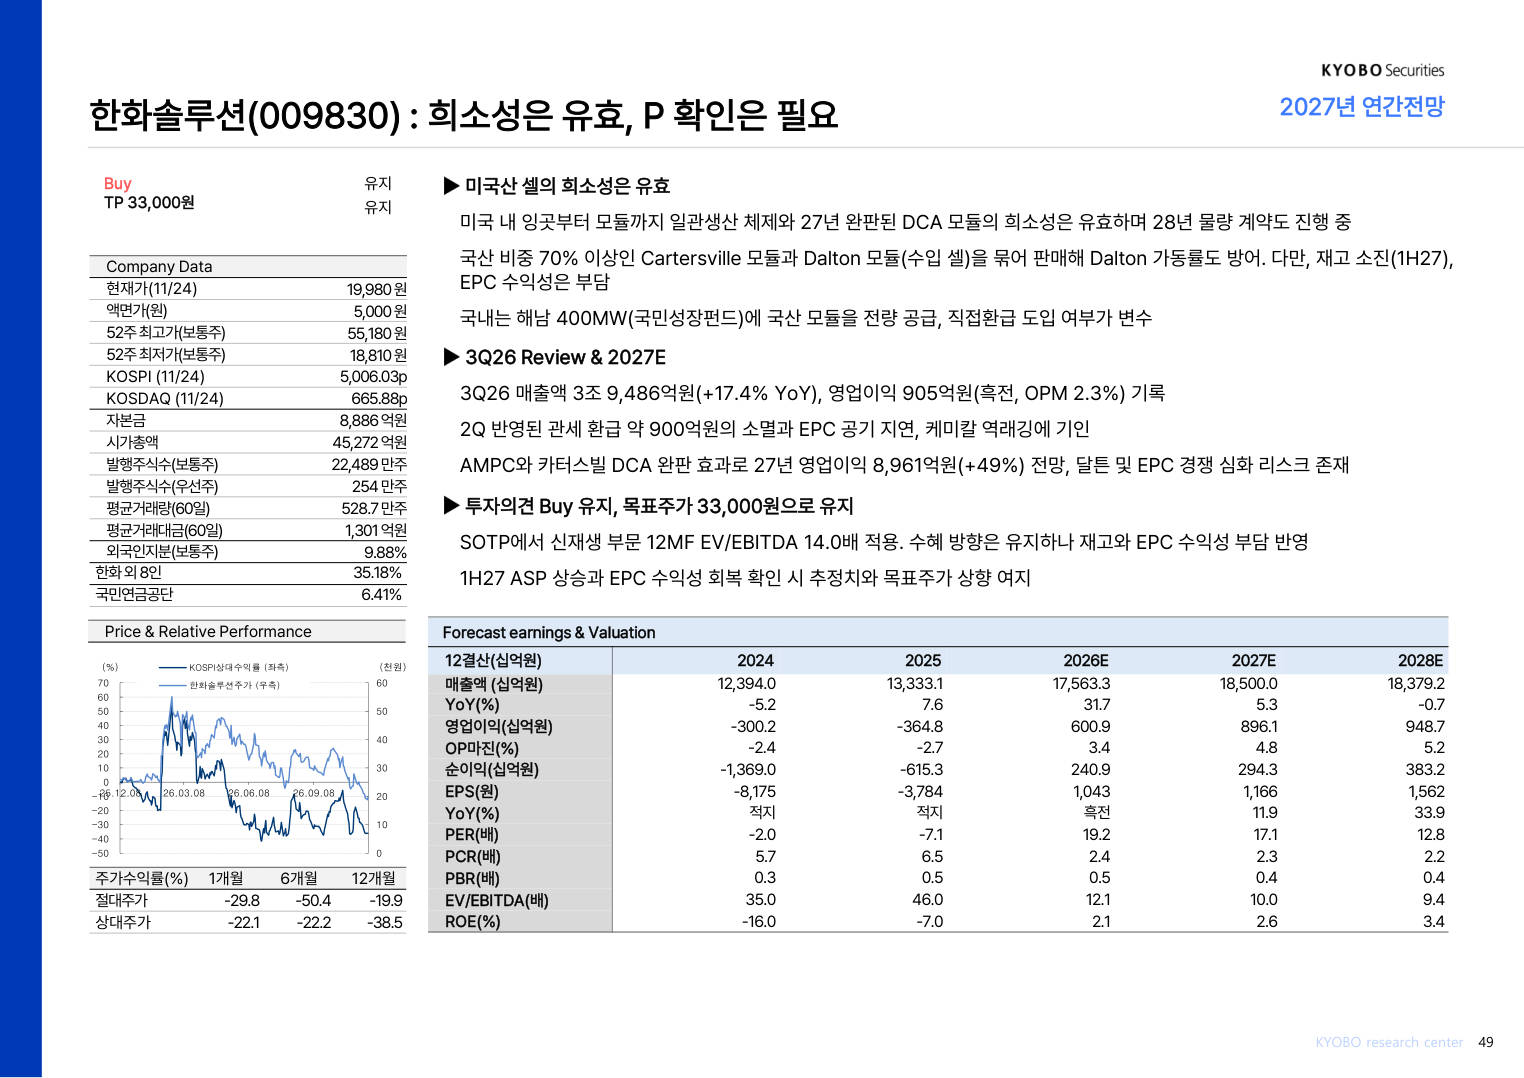 KYOBO Securities
한화솔루션(009830) : 희소성은 유효, P 확인은 필요
2027년 연간전망
Buy 유지
TP 33,000원 유지
Company Data
현재가(11/24) 19,980 원
액면가(원) 5,000 원
52주 최고가(보통주) 55,180 원
52주 최저가(보통주) 18,810 원
KOSPI (11/24) 5,006.03p
KOSDAQ (11/24) 665.88p
자본금 8,886 억원
시가총액 45,272 억원
발행주식수(보통주) 22,489 만주
발행주식수(우선주) 254 만주
평균거래량(60일) 528.7 만주
평균거래대금(60일) 1,301 억원
외국인지분(보통주) 9.88%
한화 외 8인 35.18%
국민연금공단 6.41%
Price & Relative Performance
(%) KOSPI상대수익률 (좌측) (천원)
한화솔루션주가 (우측)
70 60
60
50 50
40 40
30
20 30
10
0
-10 20
-20
-30 10
-40
-50 0
25.12.08 26.03.08 26.06.08 26.09.08
주가수익률(%) 1개월 6개월 12개월
절대주가 -29.8 -50.4 -19.9
상대주가 -22.1 -22.2 -38.5
▶ 미국산 셀의 희소성은 유효
미국 내 잉곳부터 모듈까지 일관생산 체제와 27년 완판된 DCA 모듈의 희소성은 유효하며 28년 물량 계약도 진행 중
국산 비중 70% 이상인 Cartersville 모듈과 Dalton 모듈(수입 셀)을 묶어 판매해 Dalton 가동률도 방어. 다만, 재고 소진(1H27),
EPC 수익성은 부담
국내는 해남 400MW(국민성장펀드)에 국산 모듈을 전량 공급, 직접환급 도입 여부가 변수
▶ 3Q26 Review & 2027E
3Q26 매출액 3조 9,486억원(+17.4% YoY), 영업이익 905억원(흑전, OPM 2.3%) 기록
2Q 반영된 관세 환급 약 900억원의 소멸과 EPC 공기 지연, 케미칼 역래깅에 기인
AMPC와 카터스빌 DCA 완판 효과로 27년 영업이익 8,961억원(+49%) 전망, 달튼 및 EPC 경쟁 심화 리스크 존재
▶ 투자의견 Buy 유지, 목표주가 33,000원으로 유지
SOTP에서 신재생 부문 12MF EV/EBITDA 14.0배 적용. 수혜 방향은 유지하나 재고와 EPC 수익성 부담 반영
1H27 ASP 상승과 EPC 수익성 회복 확인 시 추정치와 목표주가 상향 여지
Forecast earnings & Valuation
12결산(십억원) 2024 2025 2026E 2027E 2028E
매출액 (십억원) 12,394.0 13,333.1 17,563.3 18,500.0 18,379.2
YoY(%) -5.2 7.6 31.7 5.3 -0.7
영업이익(십억원) -300.2 -364.8 600.9 896.1 948.7
OP마진(%) -2.4 -2.7 3.4 4.8 5.2
순이익(십억원) -1,369.0 -615.3 240.9 294.3 383.2
EPS(원) -8,175 -3,784 1,043 1,166 1,562
YoY(%) 적지 적지 흑전 11.9 33.9
PER(배) -2.0 -7.1 19.2 17.1 12.8
PCR(배) 5.7 6.5 2.4 2.3 2.2
PBR(배) 0.3 0.5 0.5 0.4 0.4
EV/EBITDA(배) 35.0 46.0 12.1 10.0 9.4
ROE(%) -16.0 -7.0 2.1 2.6 3.4
KYOBO research center 49